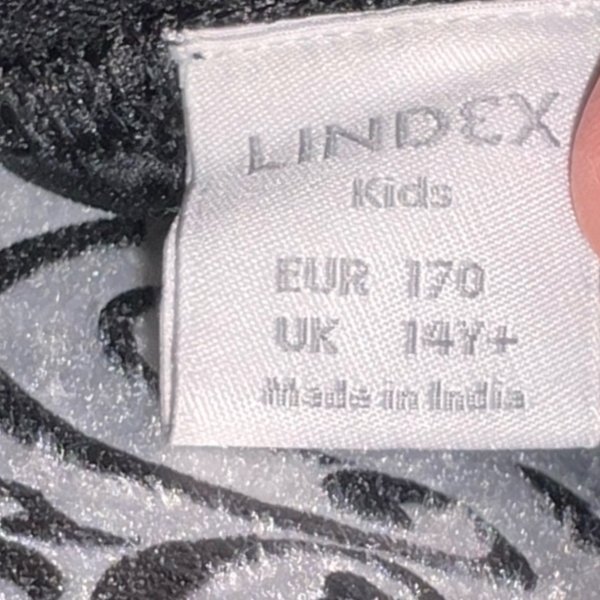 LINDEX
Kids
EUR 170
UK 14Y+
Made in India